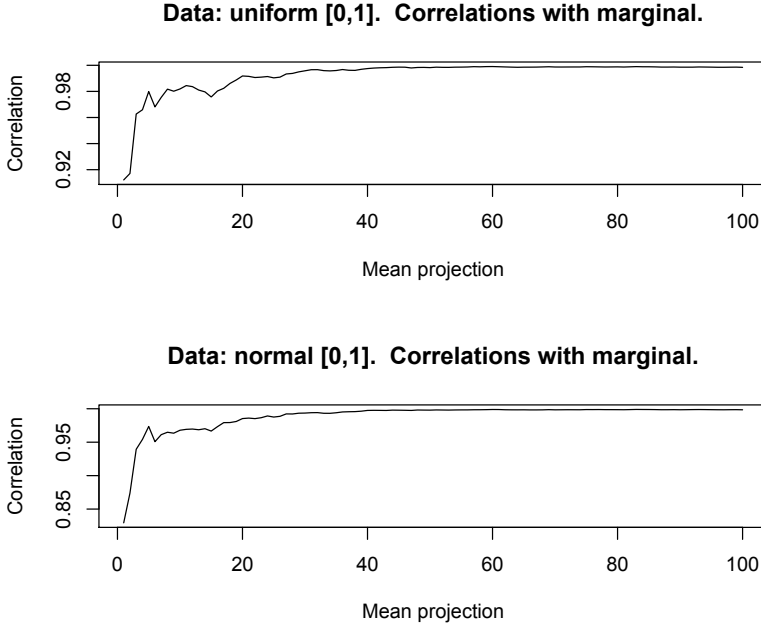 Data: uniform [0,1].  Correlations with marginal.
Correlation
0.98
0.92
0 20 40 60 80 100
Mean projection
Data: normal [0,1].  Correlations with marginal.
Correlation
0.95
0.85
0 20 40 60 80 100
Mean projection